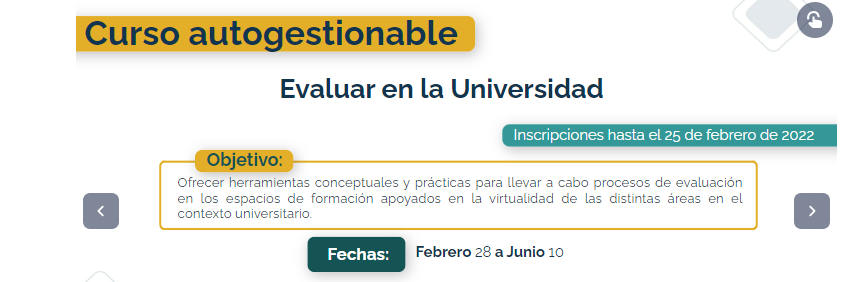 Curso autogestionable
Evaluar en la Universidad
Inscripciones hasta el 25 de febrero de 2022
Objetivo:
Ofrecer herramientas conceptuales y prácticas para llevar a cabo procesos de evaluación
en los espacios de formación apoyados en la virtualidad de las distintas áreas en el
contexto universitario.
Fechas: Febrero 28 a Junio 10